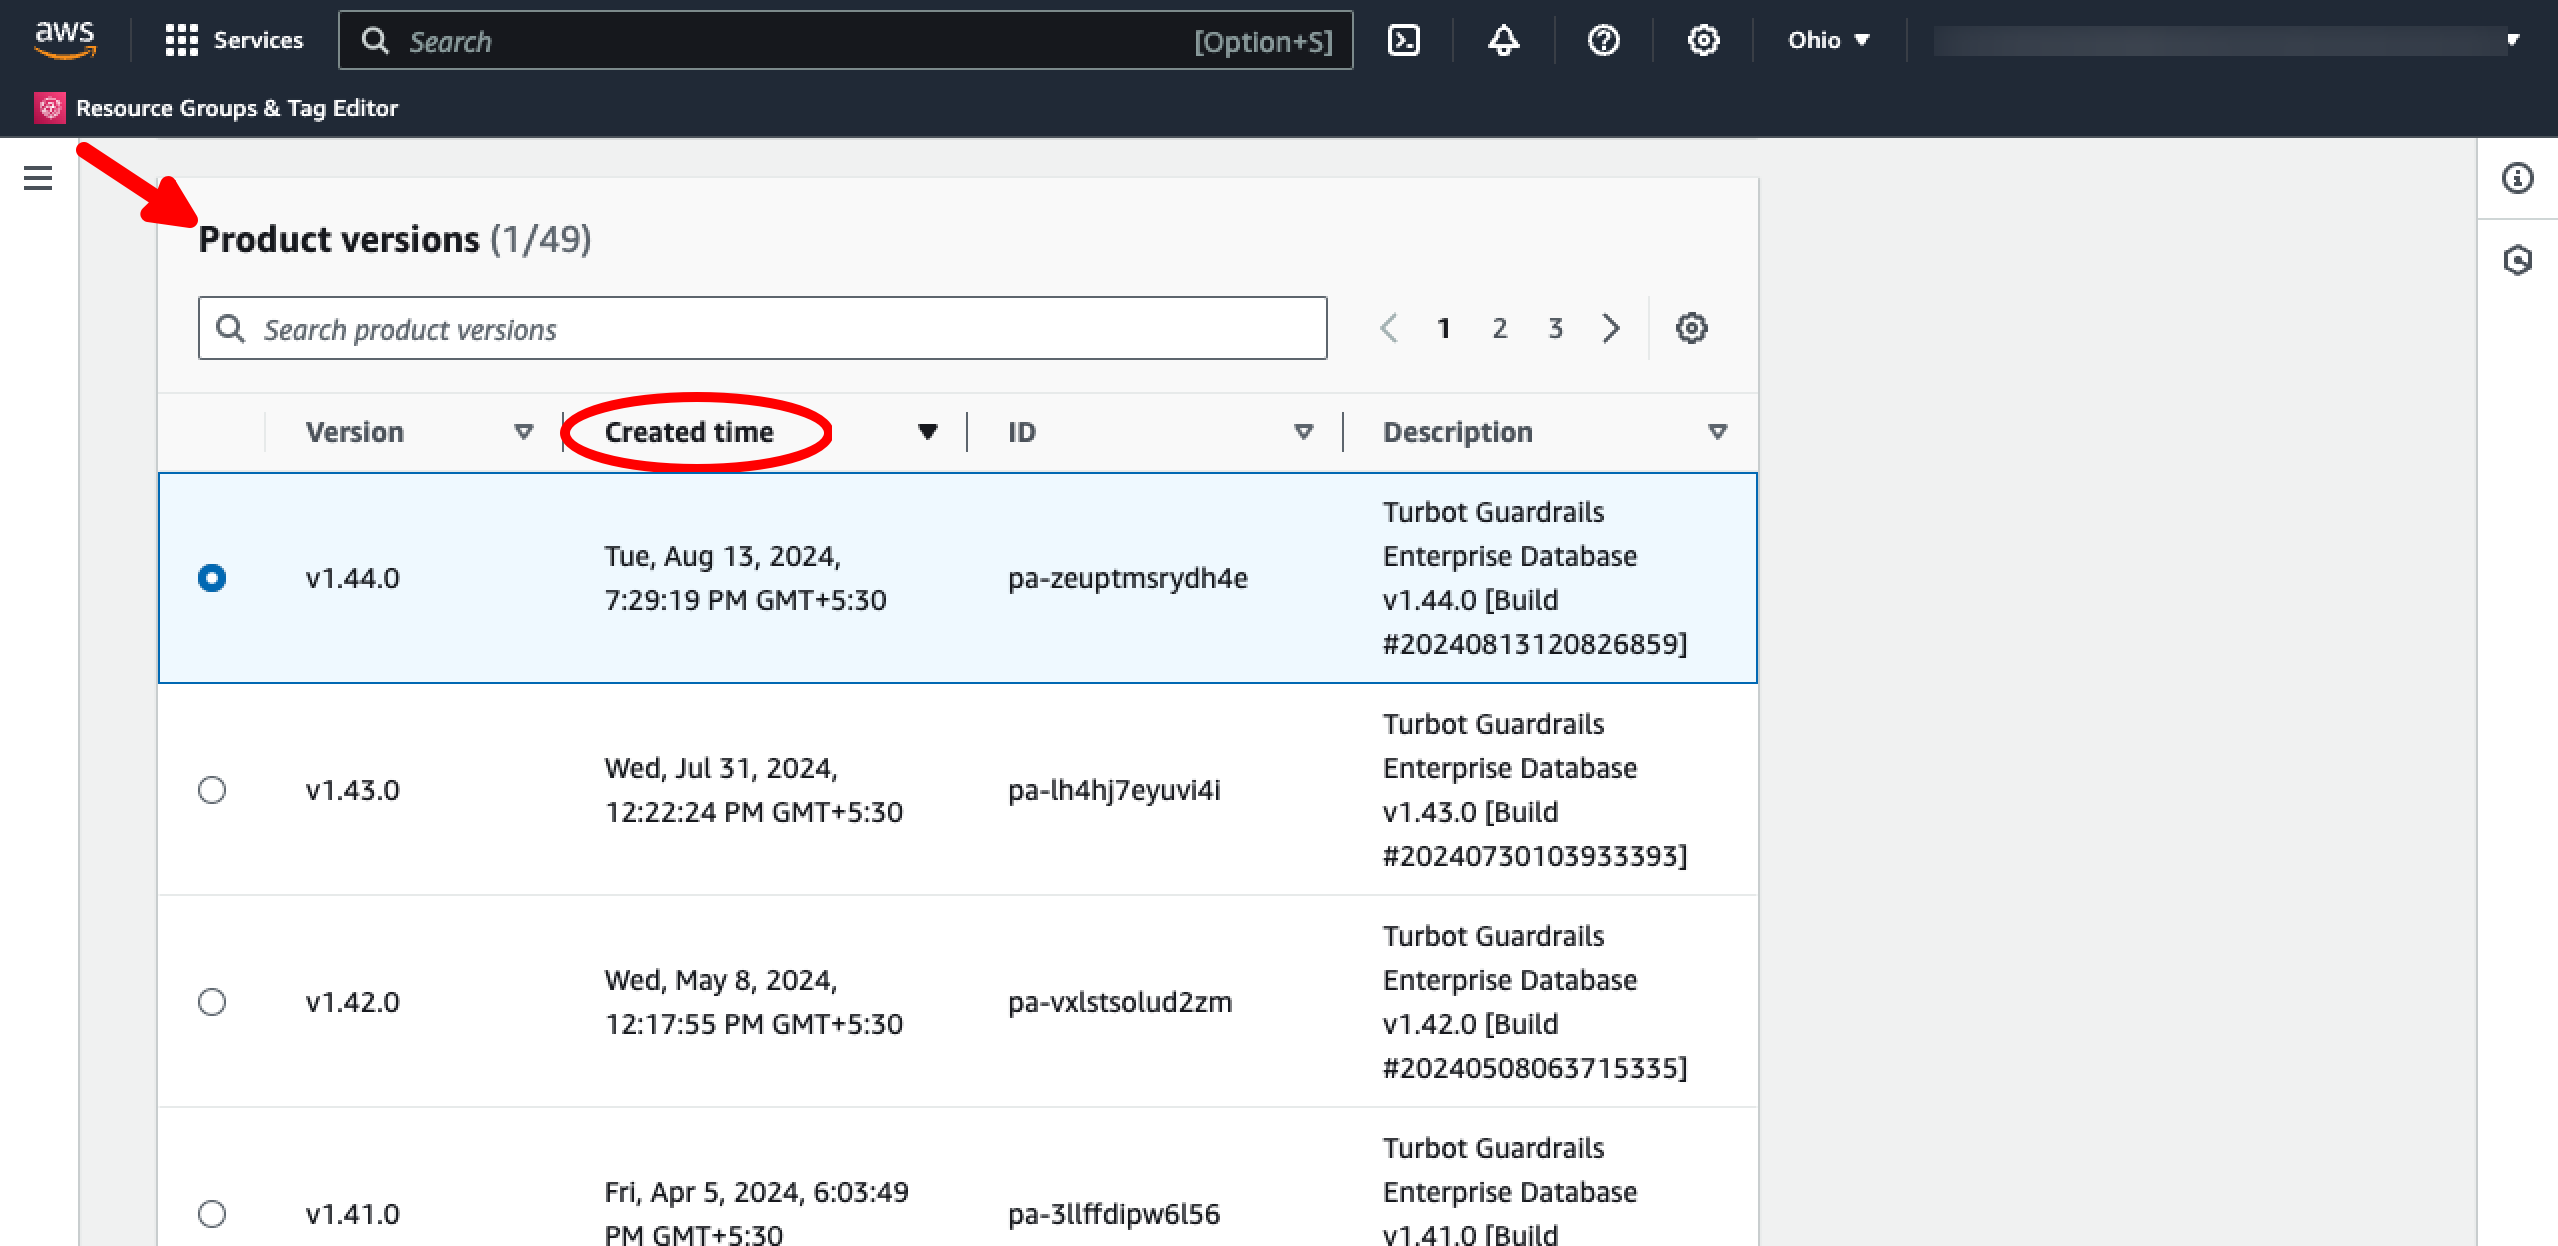 aws
Services
Search
[Option+S]
Ohio
Resource Groups & Tag Editor
Product versions (1/49)
Search product versions
1 2 3
Version
Created time
ID
Description
v1.44.0
Tue, Aug 13, 2024,
7:29:19 PM GMT+5:30
pa-zeuptmsrydh4e
Turbot Guardrails
Enterprise Database
v1.44.0 [Build
#20240813120826859]
v1.43.0
Wed, Jul 31, 2024,
12:22:24 PM GMT+5:30
pa-lh4hj7eyuvi4i
Turbot Guardrails
Enterprise Database
v1.43.0 [Build
#20240730103933393]
v1.42.0
Wed, May 8, 2024,
12:17:55 PM GMT+5:30
pa-vxlstsolud2zm
Turbot Guardrails
Enterprise Database
v1.42.0 [Build
#20240508063715335]
v1.41.0
Fri, Apr 5, 2024, 6:03:49
PM GMT+5:30
pa-3llffdipw6l56
Turbot Guardrails
Enterprise Database
v1.41.0 [Build